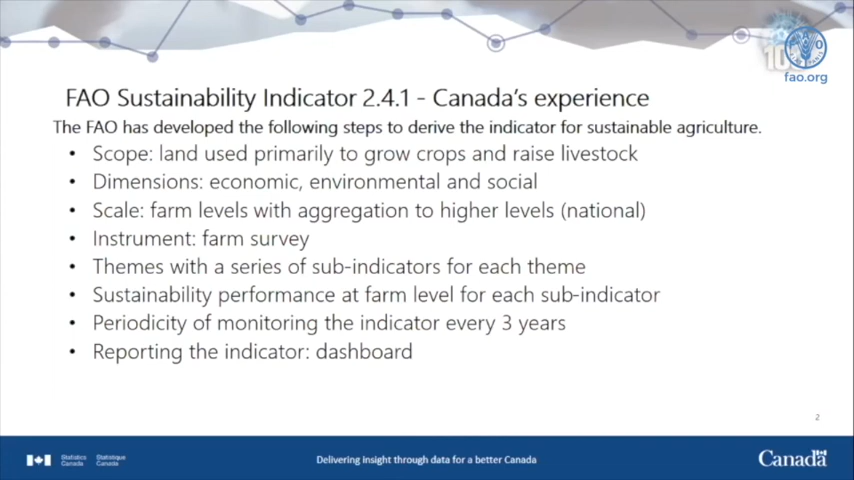 fao.org
FAO Sustainability Indicator 2.4.1 - Canada's experience
The FAO has developed the following steps to derive the indicator for sustainable agriculture.
• Scope: land used primarily to grow crops and raise livestock
• Dimensions: economic, environmental and social
• Scale: farm levels with aggregation to higher levels (national)
• Instrument: farm survey
• Themes with a series of sub-indicators for each theme
• Sustainability performance at farm level for each sub-indicator
• Periodicity of monitoring the indicator every 3 years
• Reporting the indicator: dashboard
2
Statistics Statistique
Canada Canada
Delivering insight through data for a better Canada
Canada